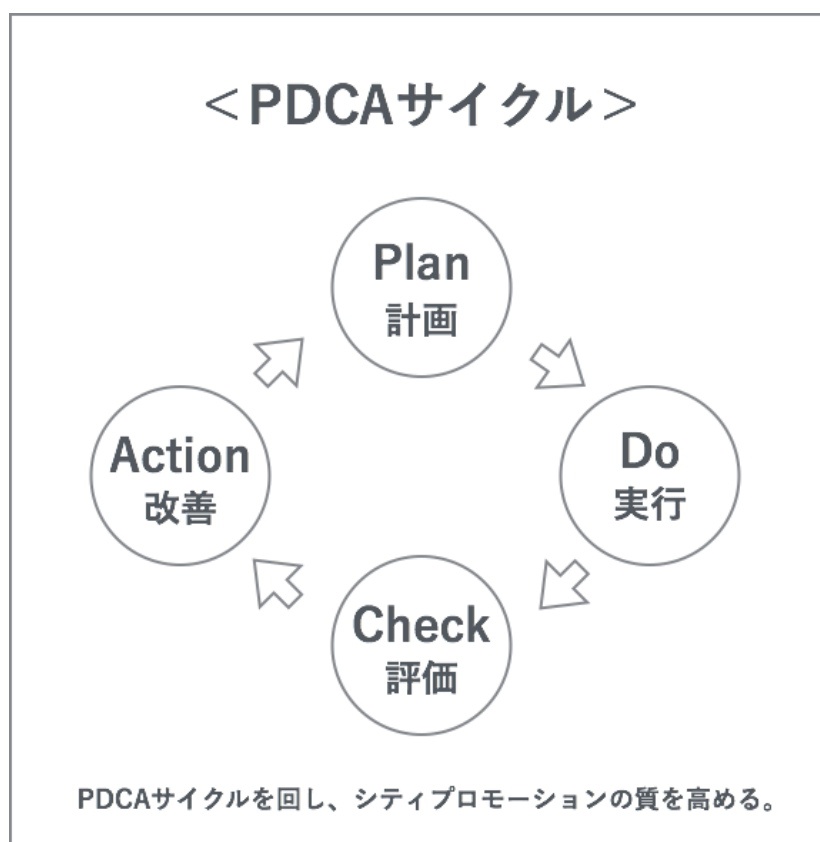 ＜PDCAサイクル＞
Plan
計画
Do
実行
Check
評価
Action
改善
PDCAサイクルを回し、シティプロモーションの質を高める。